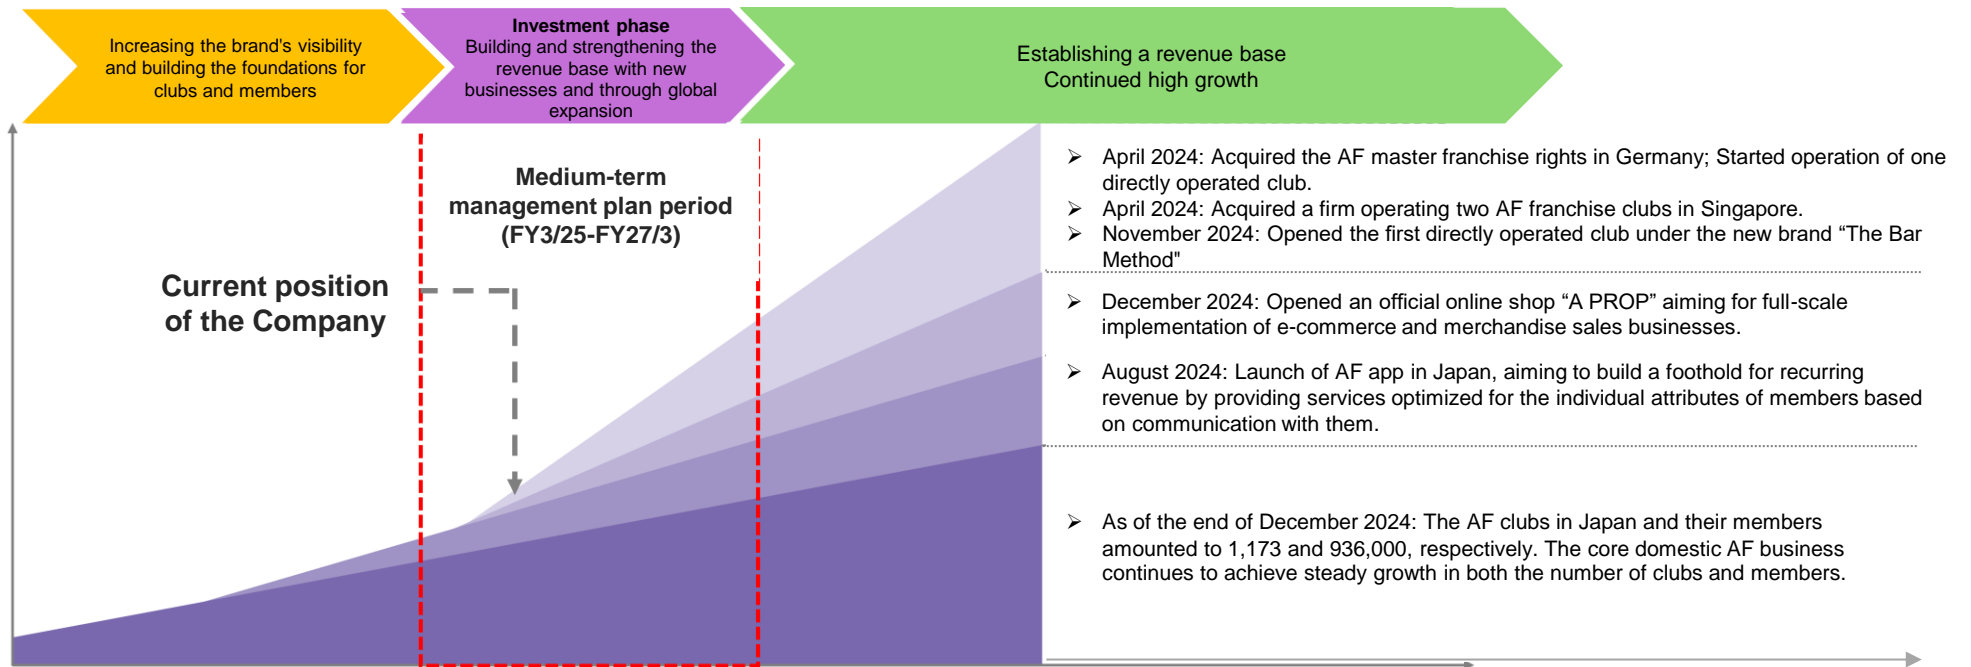 Increasing the brand's visibility
and building the foundations for
clubs and members
Investment phase
Building and strengthening the
revenue base with new
businesses and through global
expansion
Establishing a revenue base
Continued high growth
Medium-term
management plan period
(FY3/25-FY27/3)
Current position
of the Company
➢ April 2024: Acquired the AF master franchise rights in Germany; Started operation of one
directly operated club.
➢ April 2024: Acquired a firm operating two AF franchise clubs in Singapore.
➢ November 2024: Opened the first directly operated club under the new brand “The Bar
Method"
➢ December 2024: Opened an official online shop “A PROP” aiming for full-scale
implementation of e-commerce and merchandise sales businesses.
➢ August 2024: Launch of AF app in Japan, aiming to build a foothold for recurring
revenue by providing services optimized for the individual attributes of members based
on communication with them.
➢ As of the end of December 2024: The AF clubs in Japan and their members
amounted to 1,173 and 936,000, respectively. The core domestic AF business
continues to achieve steady growth in both the number of clubs and members.